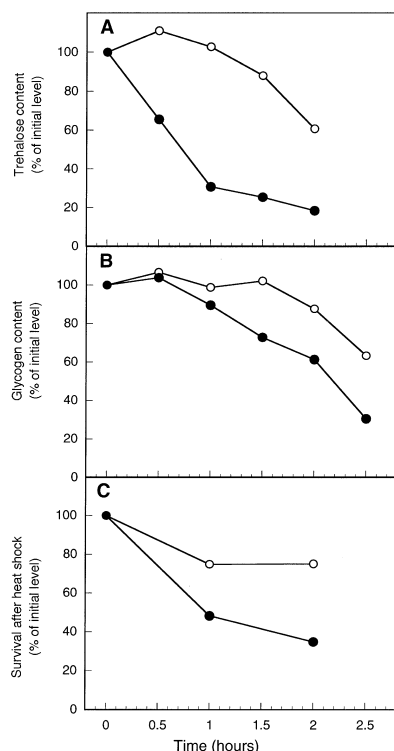 A
Trehalose content
(% of initial level)
100
80
60
40
20
0
B
Glycogen content
(% of initial level)
100
80
60
40
20
0
C
Survival after heat shock
(% of initial level)
100
80
60
40
20
0
0 0.5 1 1.5 2 2.5
Time (hours)